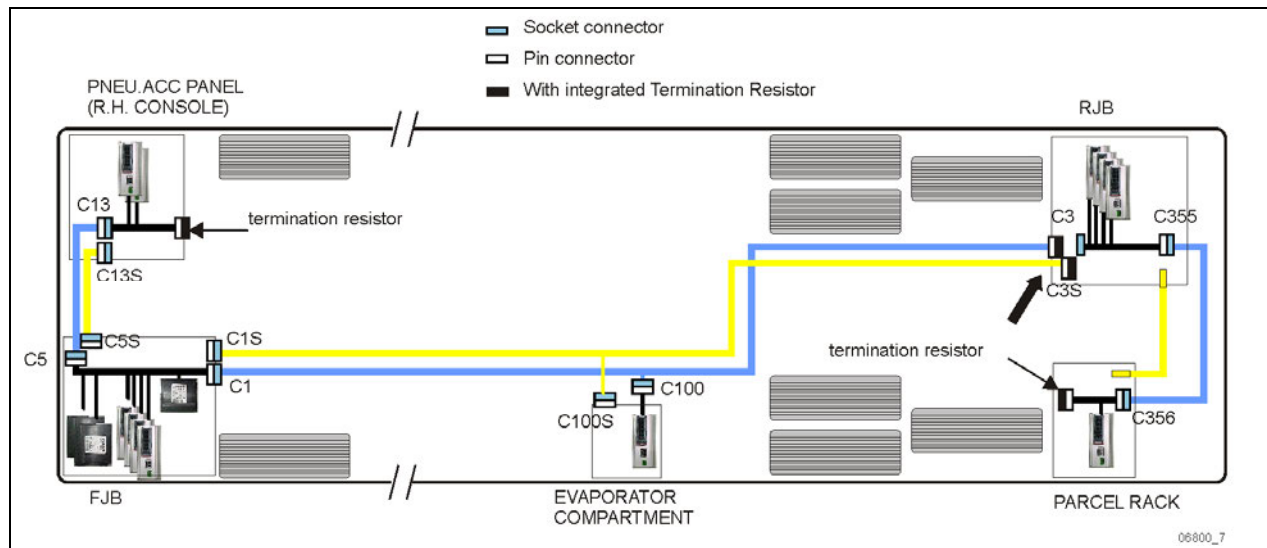 Socket connector
Pin connector
With integrated Termination Resistor
PNEU.ACC PANEL
(R.H. CONSOLE)
RJB
C13
termination resistor
C3
C355
C13S
C3S
C5S
C1S
C5
termination resistor
C1
C100
C100S
C356
FJB
EVAPORATOR
COMPARTMENT
PARCEL RACK
06800_7